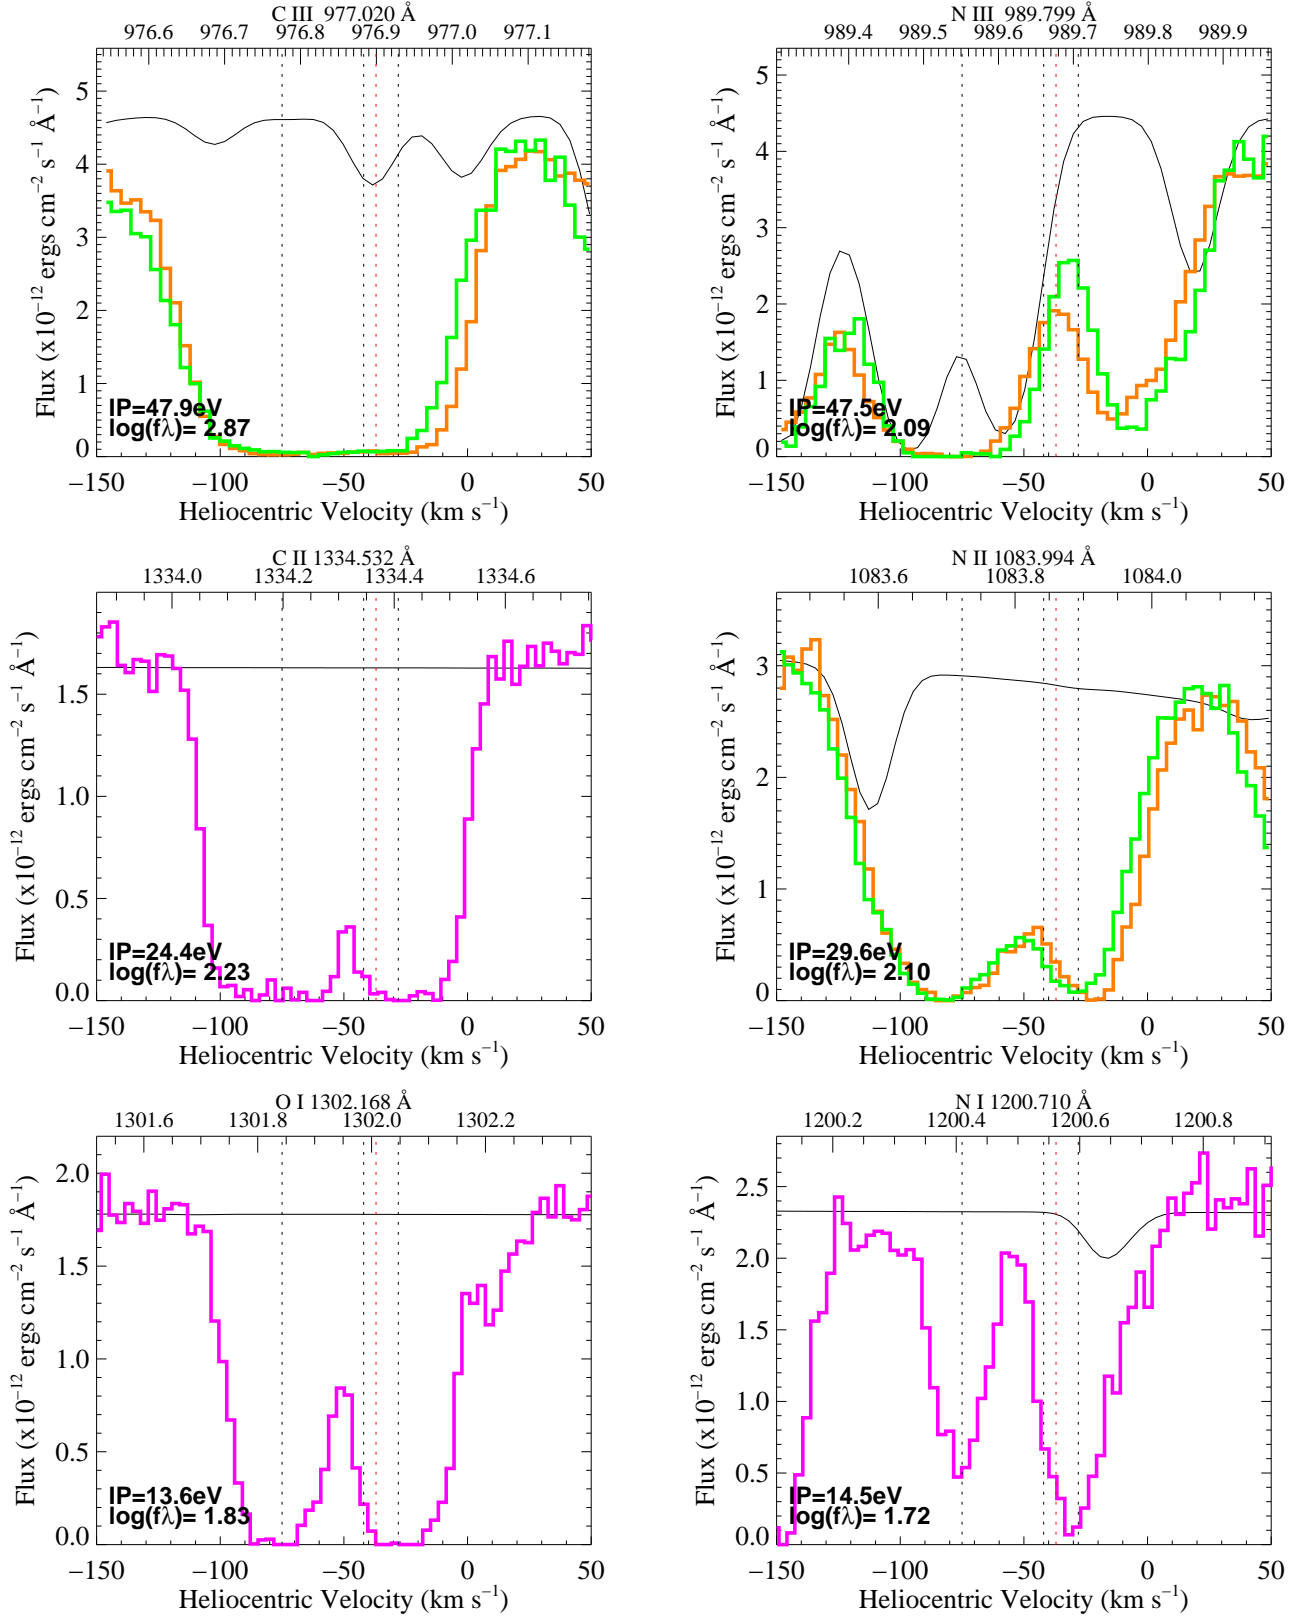 C III 977.020 Å
976.6 976.7 976.8 976.9 977.0 977.1
Flux (x10−12 ergs cm−2 s−1 Å−1)
5
4
3
2
1
0
IP=47.9eV
log(fλ)= 2.87
−150 −100 −50 0 50
Heliocentric Velocity (km s−1)
N III 989.799 Å
989.4 989.5 989.6 989.7 989.8 989.9
Flux (x10−12 ergs cm−2 s−1 Å−1)
5
4
3
2
1
0
IP=47.5eV
log(fλ)= 2.09
−150 −100 −50 0 50
Heliocentric Velocity (km s−1)
C II 1334.532 Å
1334.0 1334.2 1334.4 1334.6
Flux (x10−12 ergs cm−2 s−1 Å−1)
1.5
1.0
0.5
0.0
IP=24.4eV
log(fλ)= 2.23
−150 −100 −50 0 50
Heliocentric Velocity (km s−1)
N II 1083.994 Å
1083.6 1083.8 1084.0
Flux (x10−12 ergs cm−2 s−1 Å−1)
3
2
1
0
IP=29.6eV
log(fλ)= 2.10
−150 −100 −50 0 50
Heliocentric Velocity (km s−1)
O I 1302.168 Å
1301.6 1301.8 1302.0 1302.2
Flux (x10−12 ergs cm−2 s−1 Å−1)
2.0
1.5
1.0
0.5
0.0
IP=13.6eV
log(fλ)= 1.83
−150 −100 −50 0 50
Heliocentric Velocity (km s−1)
N I 1200.710 Å
1200.2 1200.4 1200.6 1200.8
Flux (x10−12 ergs cm−2 s−1 Å−1)
2.5
2.0
1.5
1.0
0.5
0.0
IP=14.5eV
log(fλ)= 1.72
−150 −100 −50 0 50
Heliocentric Velocity (km s−1)